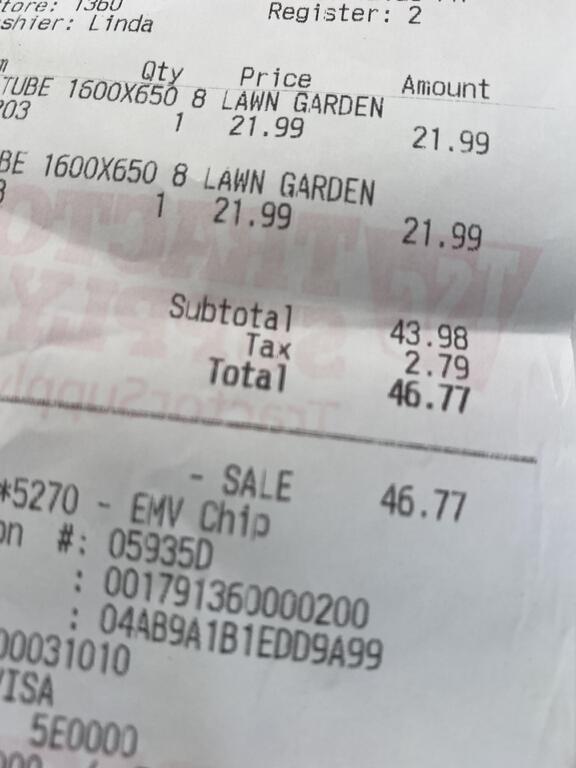 tore: 1360
Register: 2
shier: Linda
Qty Price Amount
TUBE 1600X650 8 LAWN GARDEN
203
1 21.99 21.99
BE 1600X650 8 LAWN GARDEN
1 21.99 21.99
Subtotal 43.98
Tax 2.79
Total 46.77
- SALE 46.77
*5270 - EMV Chip
on #: 05935D
: 001791360000200
: 04AB9A1B1EDD9A99
00031010
VISA
5E0000